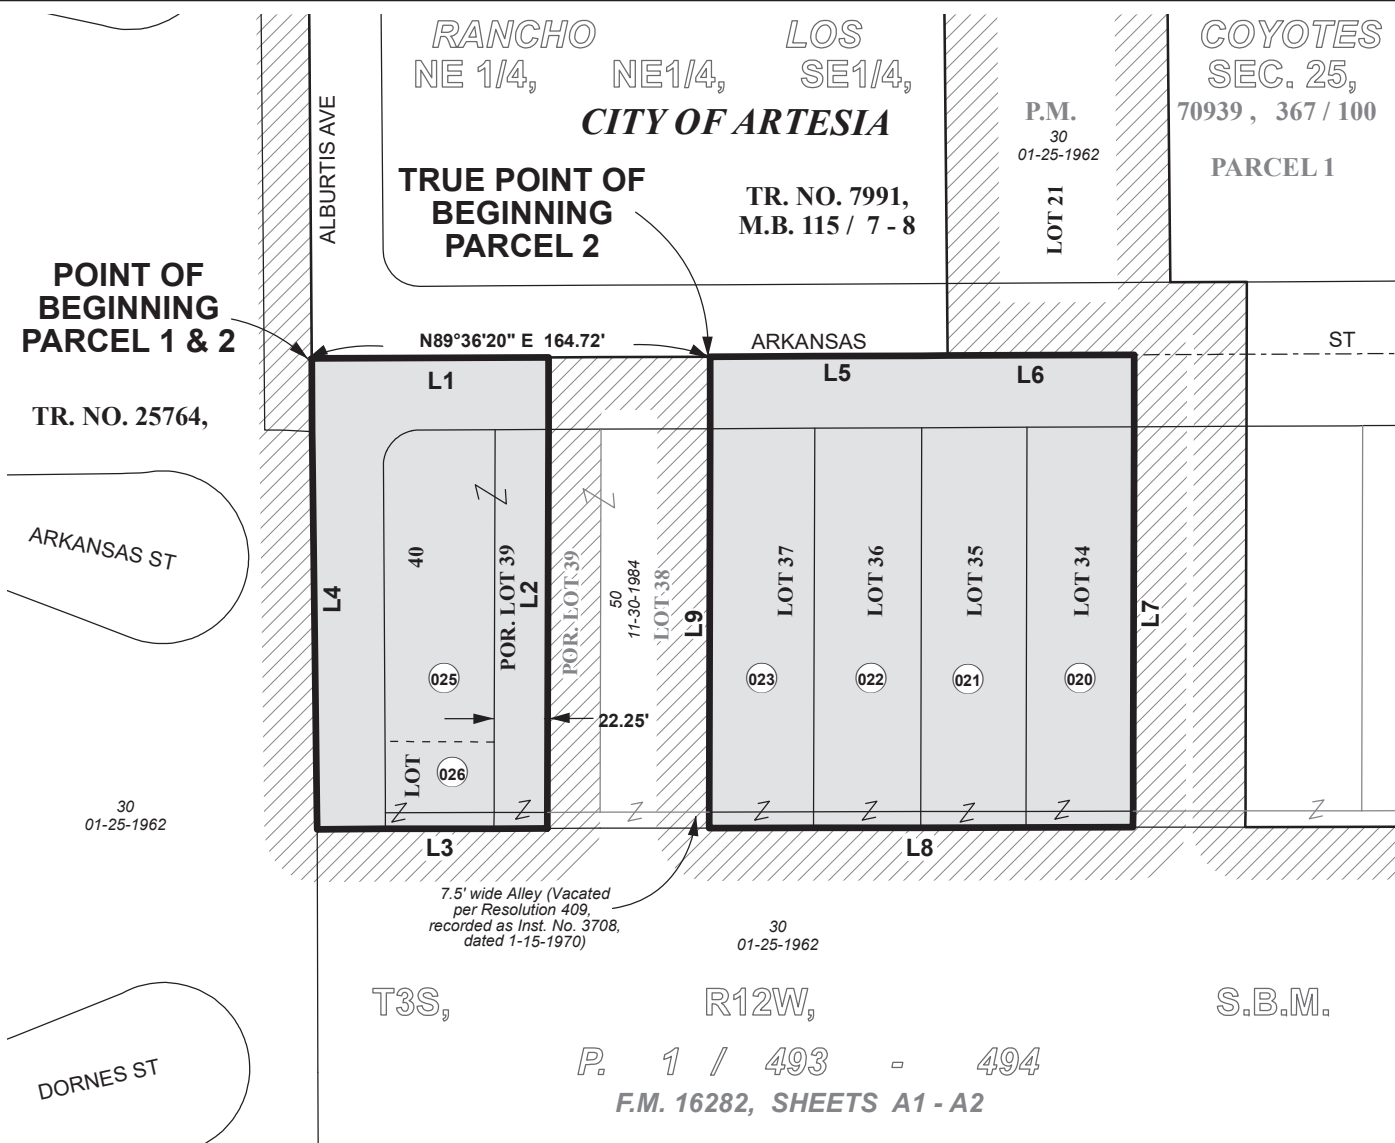 RANCHO LOS COYOTES
NE 1/4, NE1/4, SE1/4, SEC. 25,
CITY OF ARTESIA
P.M. 70939 , 367 / 100
30
01-25-1962
PARCEL 1
ALBURTIS AVE
TRUE POINT OF
BEGINNING
PARCEL 2
TR. NO. 7991,
M.B. 115 / 7 - 8
LOT 21
POINT OF
BEGINNING
PARCEL 1 & 2
N89°36'20" E 164.72'
ARKANSAS ST
L1
L5
L6
TR. NO. 25764,
ARKANSAS ST
L4
40
POR. LOT 39
L2
POR. LOT 39
50
11-30-1984
LOT 38
L9
LOT 37
LOT 36
LOT 35
LOT 34
L7
025
023
022
021
020
22.25'
LOT
026
30
01-25-1962
L3
L8
7.5' wide Alley (Vacated
per Resolution 409,
recorded as Inst. No. 3708,
dated 1-15-1970)
30
01-25-1962
T3S, R12W, S.B.M.
P. 1 / 493 - 494
F.M. 16282, SHEETS A1 - A2
DORNES ST